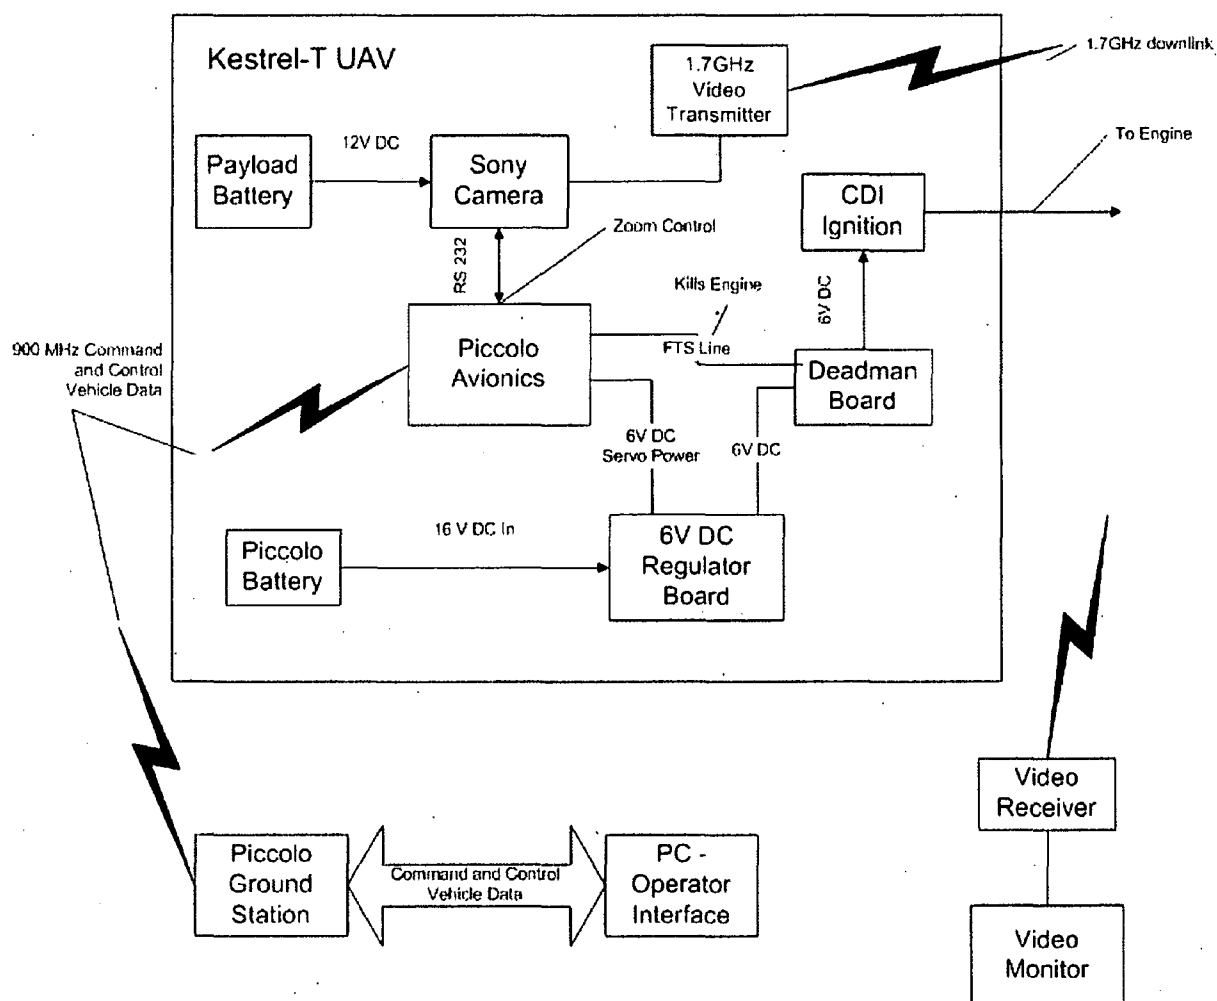 Kestrel-T UAV
1.7GHz
Video
Transmitter
1.7GHz downlink
12V DC
To Engine
Payload
Battery
Sony
Camera
CDI
Ignition
Zoom Control
RS 232
Kills Engine
6V DC
900 MHz Command
and Control
Vehicle Data
Piccolo
Avionics
FTS Line
Deadman
Board
6V DC
Servo Power
6V DC
16 V DC In
Piccolo
Battery
6V DC
Regulator
Board
Video
Receiver
Piccolo
Ground
Station
Command and Control
Vehicle Data
PC -
Operator
Interface
Video
Monitor